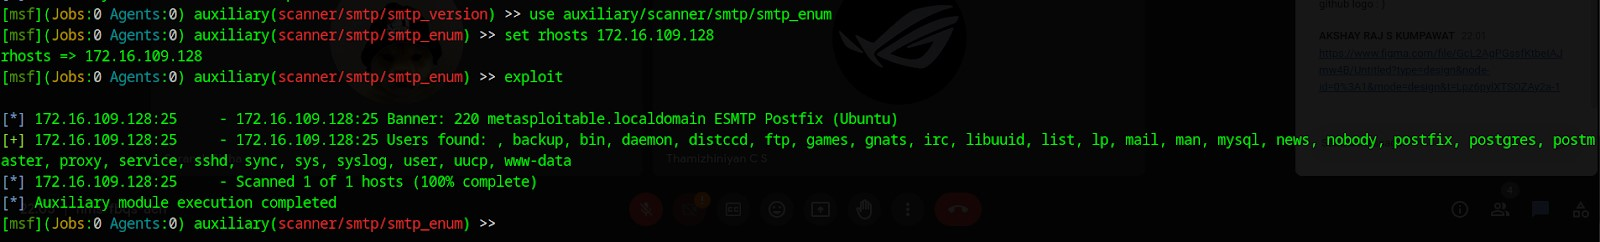 [msf](Jobs:0 Agents:0) auxiliary(scanner/smtp/smtp_version) >> use auxiliary/scanner/smtp/smtp_enum
[msf](Jobs:0 Agents:0) auxiliary(scanner/smtp/smtp_enum) >> set rhosts 172.16.109.128
rhosts => 172.16.109.128
[msf](Jobs:0 Agents:0) auxiliary(scanner/smtp/smtp_enum) >> exploit
[*] 172.16.109.128:25     - 172.16.109.128:25 Banner: 220 metasploitable.localdomain ESMTP Postfix (Ubuntu)
[+] 172.16.109.128:25     - 172.16.109.128:25 Users found: , backup, bin, daemon, distccd, ftp, games, gnats, irc, libuuid, list, lp, mail, man, mysql, news, nobody, postfix, postgres, postm
aster, proxy, service, sshd, sync, sys, syslog, user, uucp, www-data
[*] 172.16.109.128:25     - Scanned 1 of 1 hosts (100% complete)
[*] Auxiliary module execution completed
[msf](Jobs:0 Agents:0) auxiliary(scanner/smtp/smtp_enum) >>
github logo : )
AKSHAY RAJ S KUMPAWAT 22:01
Thamizhiniyan C S
4